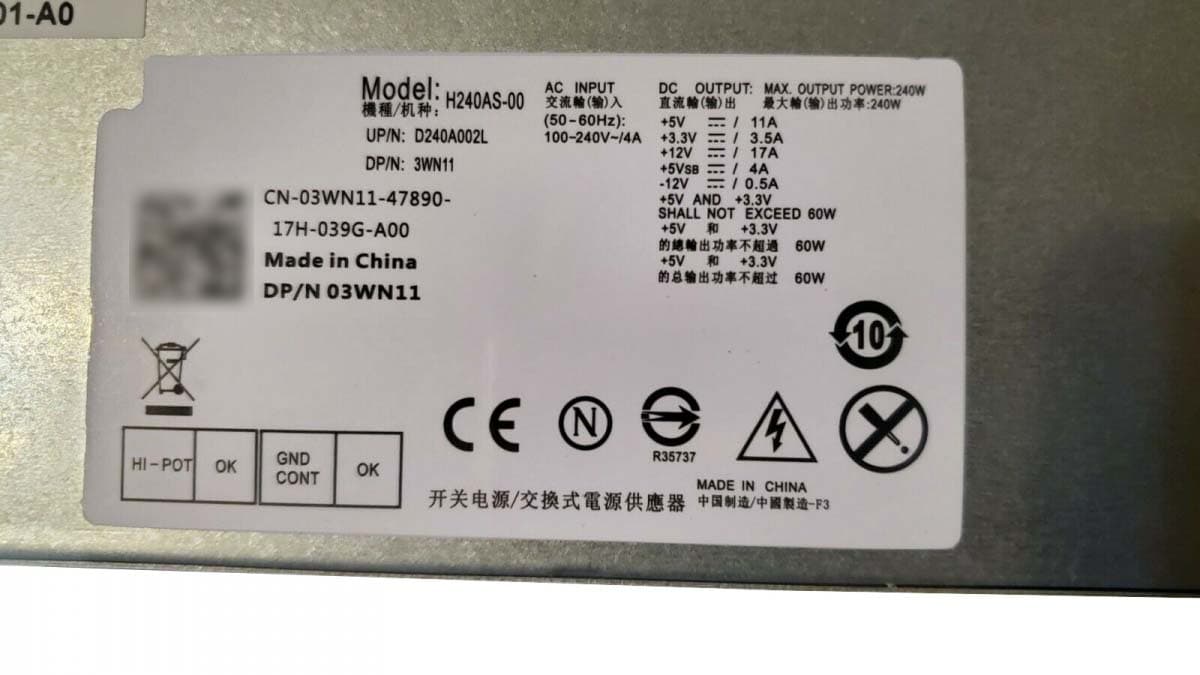 01-A0
Model: H240AS-00
機種/机种:
UP/N: D240A002L
DP/N: 3WN11
CN-03WN11-47890-
17H-039G-A00
Made in China
DP/N 03WN11
AC INPUT
交流輸(输)入
(50-60Hz):
100-240V~/4A
DC OUTPUT: MAX. OUTPUT POWER:240W
直流輸(输)出 最大輸(输)出功率:240W
+5V ⎓ / 11A
+3.3V ⎓ / 3.5A
+12V ⎓ / 17A
+5VSB ⎓ / 4A
-12V ⎓ / 0.5A
+5V AND +3.3V
SHALL NOT EXCEED 60W
+5V 和 +3.3V
的總輸出功率不超過 60W
+5V 和 +3.3V
的总输出功率不超过 60W
10
CE
N
R35737
HI-POT OK GND CONT OK
MADE IN CHINA
开关电源/交換式電源供應器 中国制造/中國製造-F3